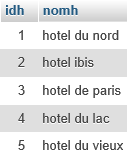 idh nomh
1 hotel du nord
2 hotel ibis
3 hotel de paris
4 hotel du lac
5 hotel du vieux